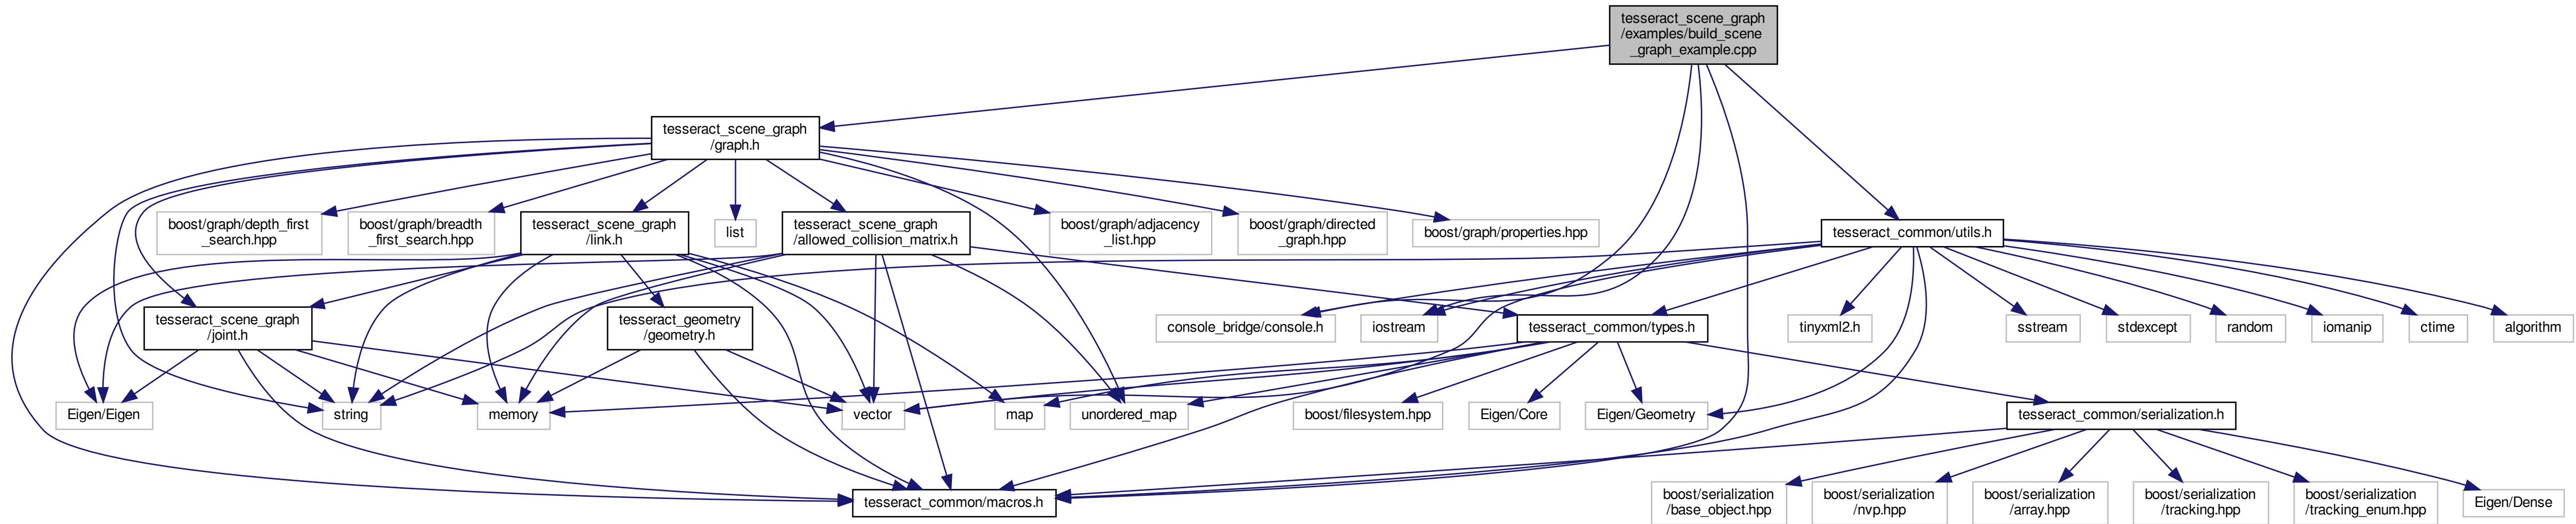 tesseract_scene_graph
/examples/build_scene
_graph_example.cpp
tesseract_scene_graph
/graph.h
boost/graph/depth_first
_search.hpp
boost/graph/breadth
_first_search.hpp
tesseract_scene_graph
/link.h
list
tesseract_scene_graph
/allowed_collision_matrix.h
boost/graph/adjacency
_list.hpp
boost/graph/directed
_graph.hpp
boost/graph/properties.hpp
tesseract_common/utils.h
tesseract_scene_graph
/joint.h
tesseract_geometry
/geometry.h
console_bridge/console.h
iostream
tesseract_common/types.h
tinyxml2.h
sstream
stdexcept
random
iomanip
ctime
algorithm
Eigen/Eigen
string
memory
vector
map
unordered_map
boost/filesystem.hpp
Eigen/Core
Eigen/Geometry
tesseract_common/serialization.h
tesseract_common/macros.h
boost/serialization
/base_object.hpp
boost/serialization
/nvp.hpp
boost/serialization
/array.hpp
boost/serialization
/tracking.hpp
boost/serialization
/tracking_enum.hpp
Eigen/Dense